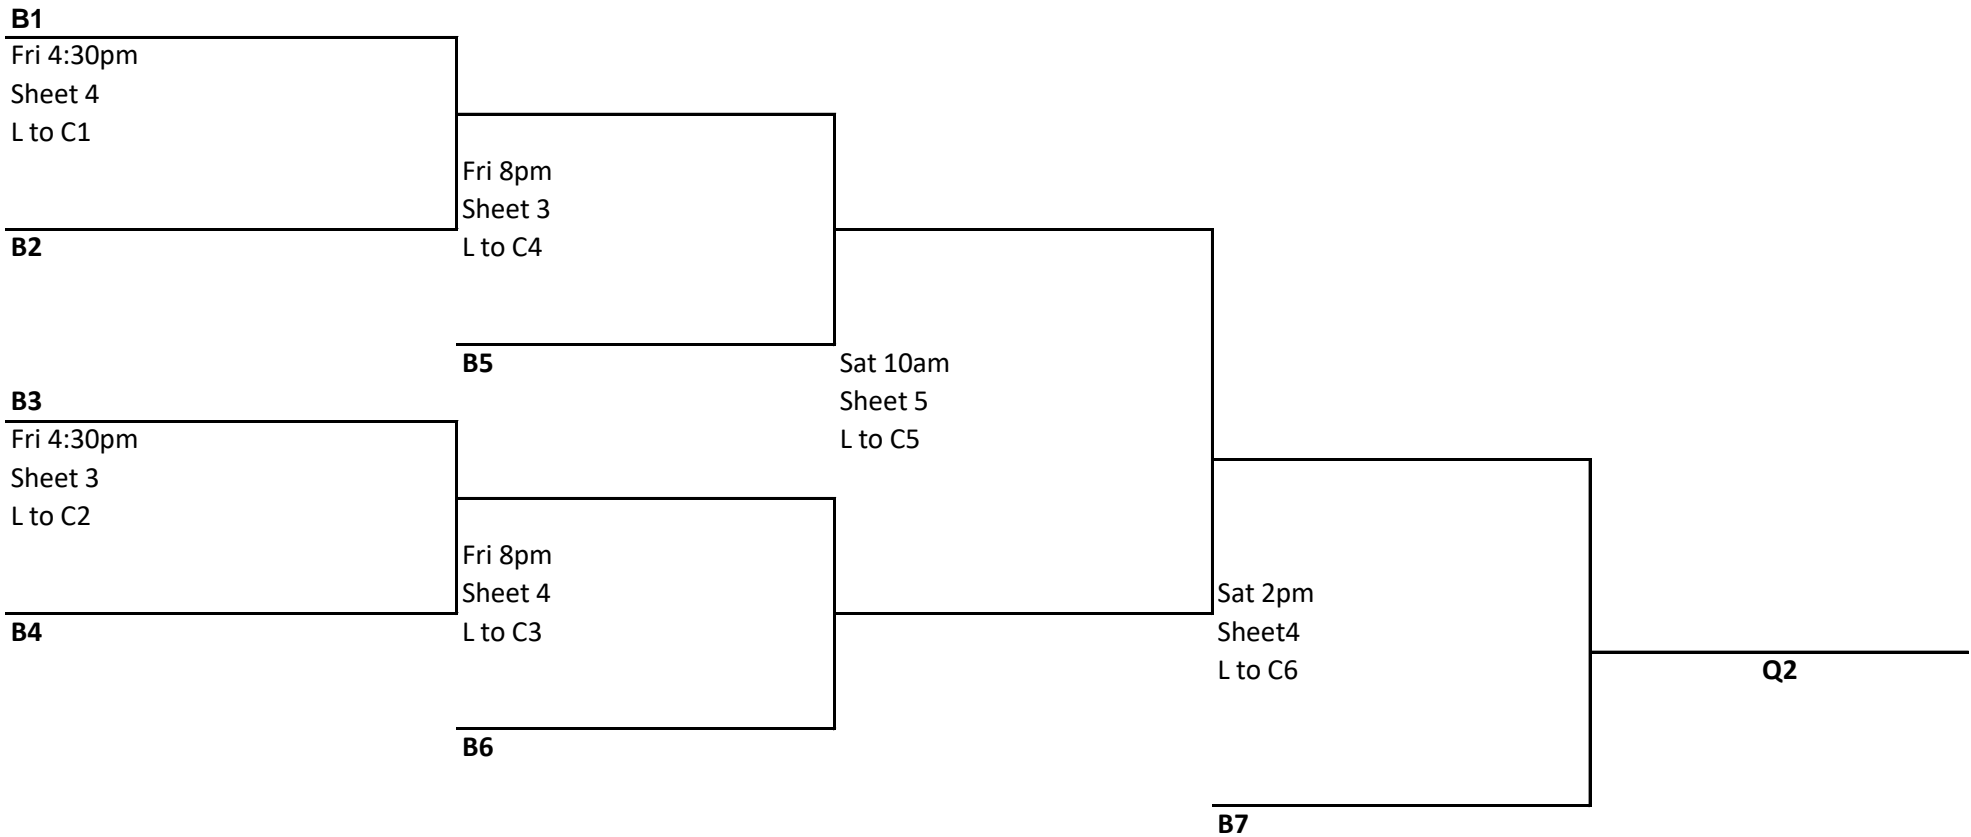 B1
Fri 4:30pm
Sheet 4
L to C1
B2
Fri 8pm
Sheet 3
L to C4
B5
B3
Fri 4:30pm
Sheet 3
L to C2
B4
Fri 8pm
Sheet 4
L to C3
B6
Sat 10am
Sheet 5
L to C5
Sat 2pm
Sheet4
L to C6
B7
Q2